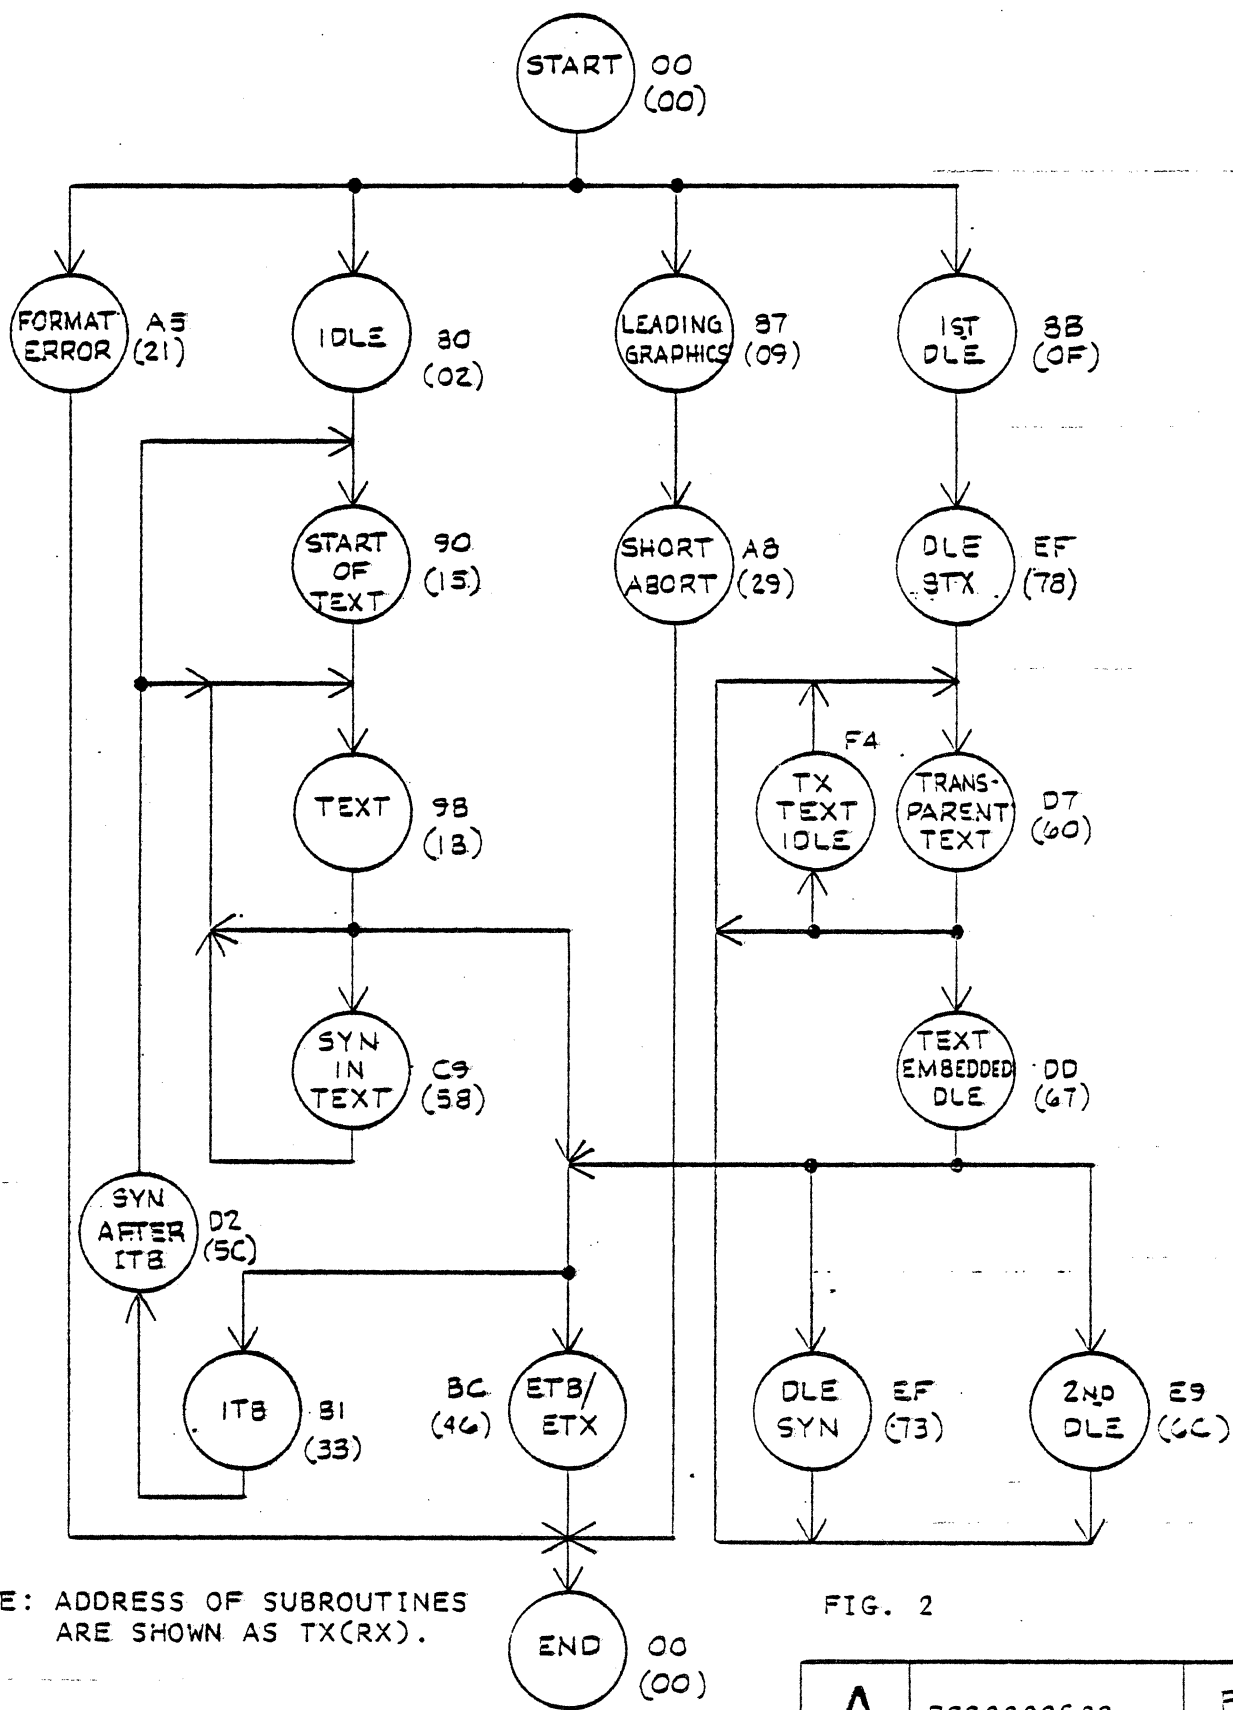 START 00
(00)
FORMAT
ERROR
A5
(21)
IDLE
80
(02)
LEADING
GRAPHICS
87
(09)
1ST
DLE
8B
(0F)
START
OF
TEXT
90
(15)
SHORT
ABORT
A8
(29)
DLE
STX
EF
(78)
TEXT
9B
(1B)
F4
TX
TEXT
IDLE
TRANS-
PARENT
TEXT
D7
(60)
SYN
IN
TEXT
C9
(58)
TEXT
EMBEDDED
DLE
DD
(67)
SYN
AFTER
ITB
D2
(5C)
ITB
B1
(33)
BC
(46)
ETB/
ETX
DLE
SYN
EF
(73)
2ND
DLE
E9
(6C)
E: ADDRESS OF SUBROUTINES
ARE SHOWN AS TX(RX).
FIG. 2
END 00
(00)
A